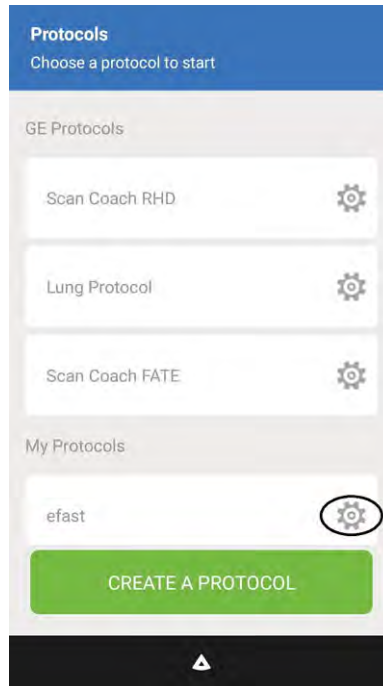 Protocols
Choose a protocol to start
GE Protocols
Scan Coach RHD
Lung Protocol
Scan Coach FATE
My Protocols
efast
CREATE A PROTOCOL